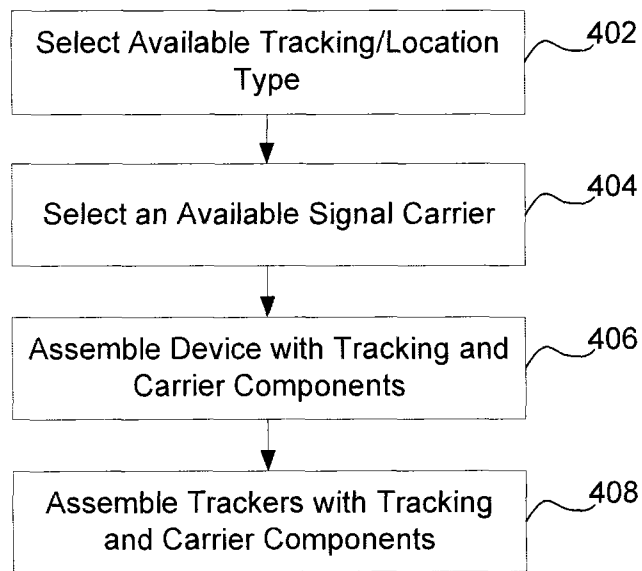 Select Available Tracking/Location
Type
402
Select an Available Signal Carrier
404
Assemble Device with Tracking and
Carrier Components
406
Assemble Trackers with Tracking
and Carrier Components
408